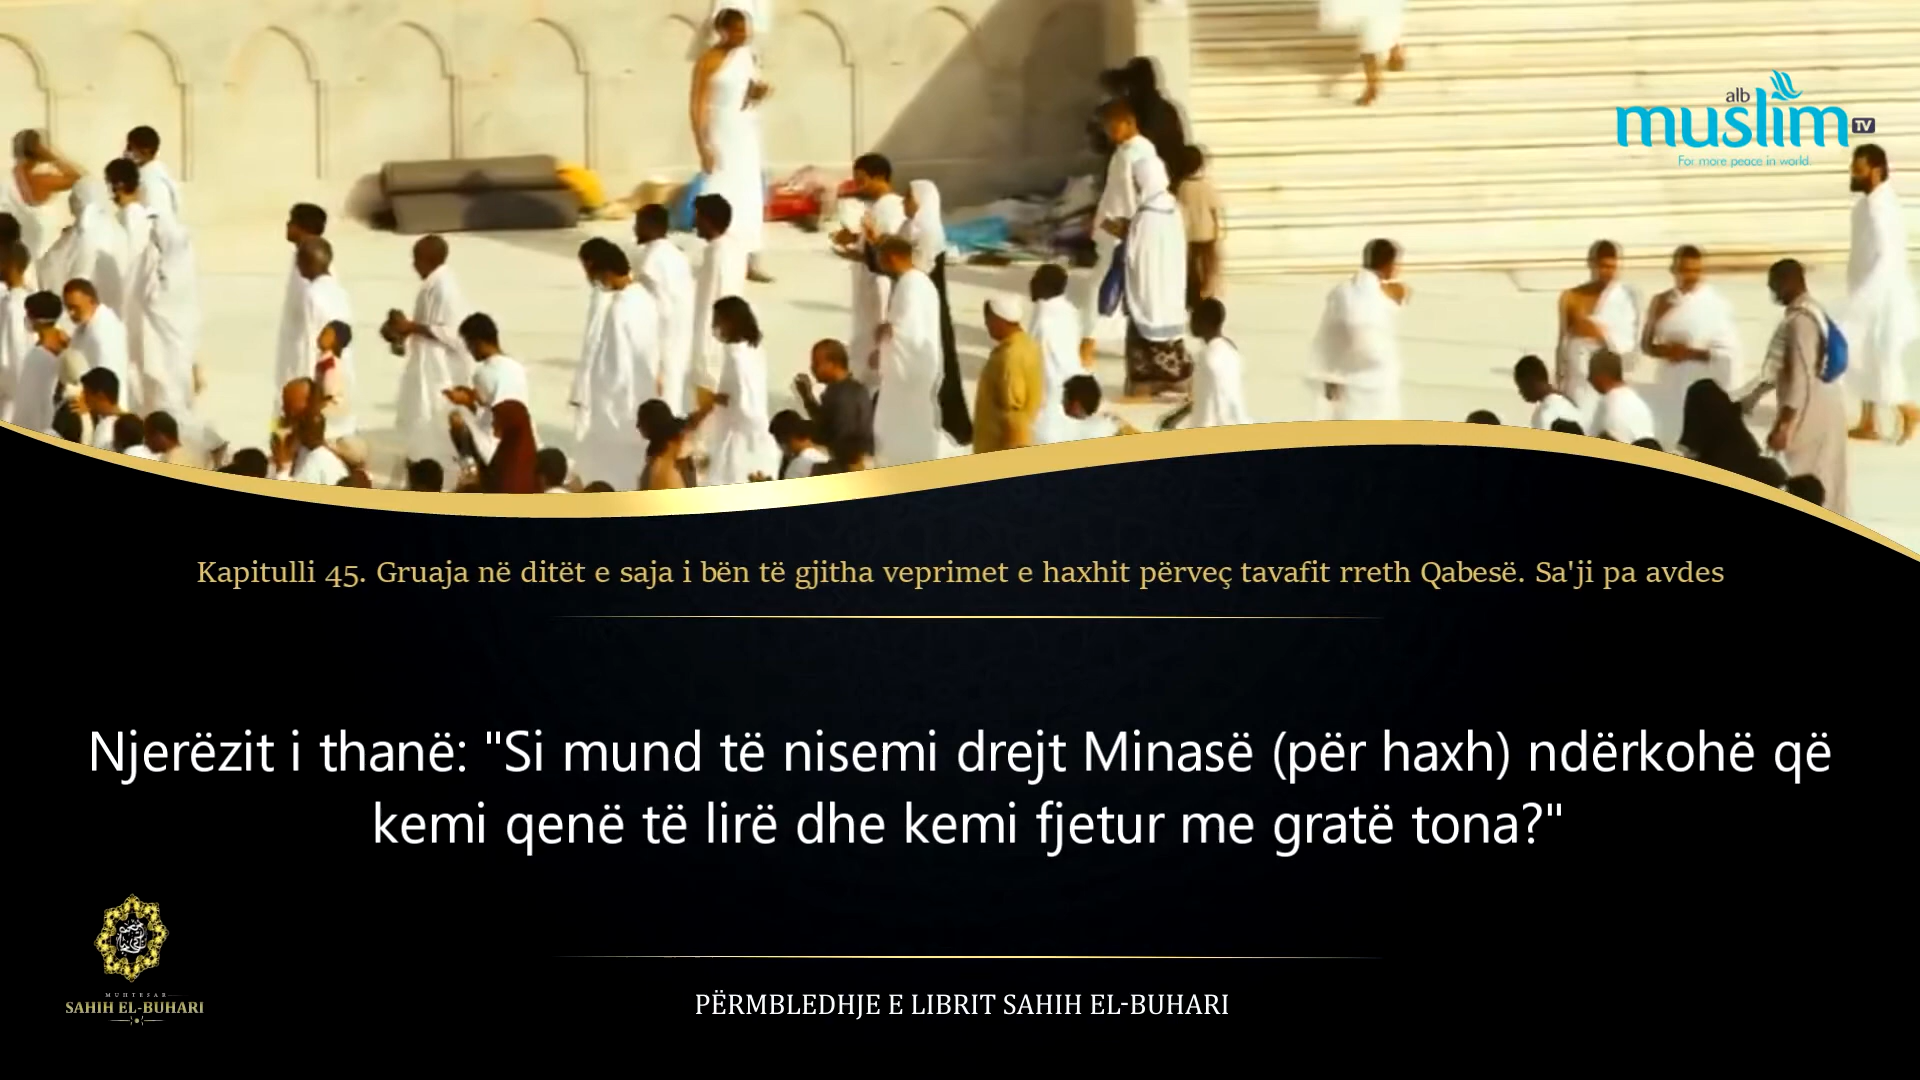 alb
muslim TV
For more peace in world
Kapitulli 45. Gruaja në ditët e saja i bën të gjitha veprimet e haxhit përveç tavafit rreth Qabesë. Sa'ji pa avdes
Njerëzit i thanë: "Si mund të nisemi drejt Minasë (për haxh) ndërkohë që
kemi qenë të lirë dhe kemi fjetur me gratë tona?"
MUHTESAR
SAHIH EL-BUHARI
PËRMBLEDHJE E LIBRIT SAHIH EL-BUHARI